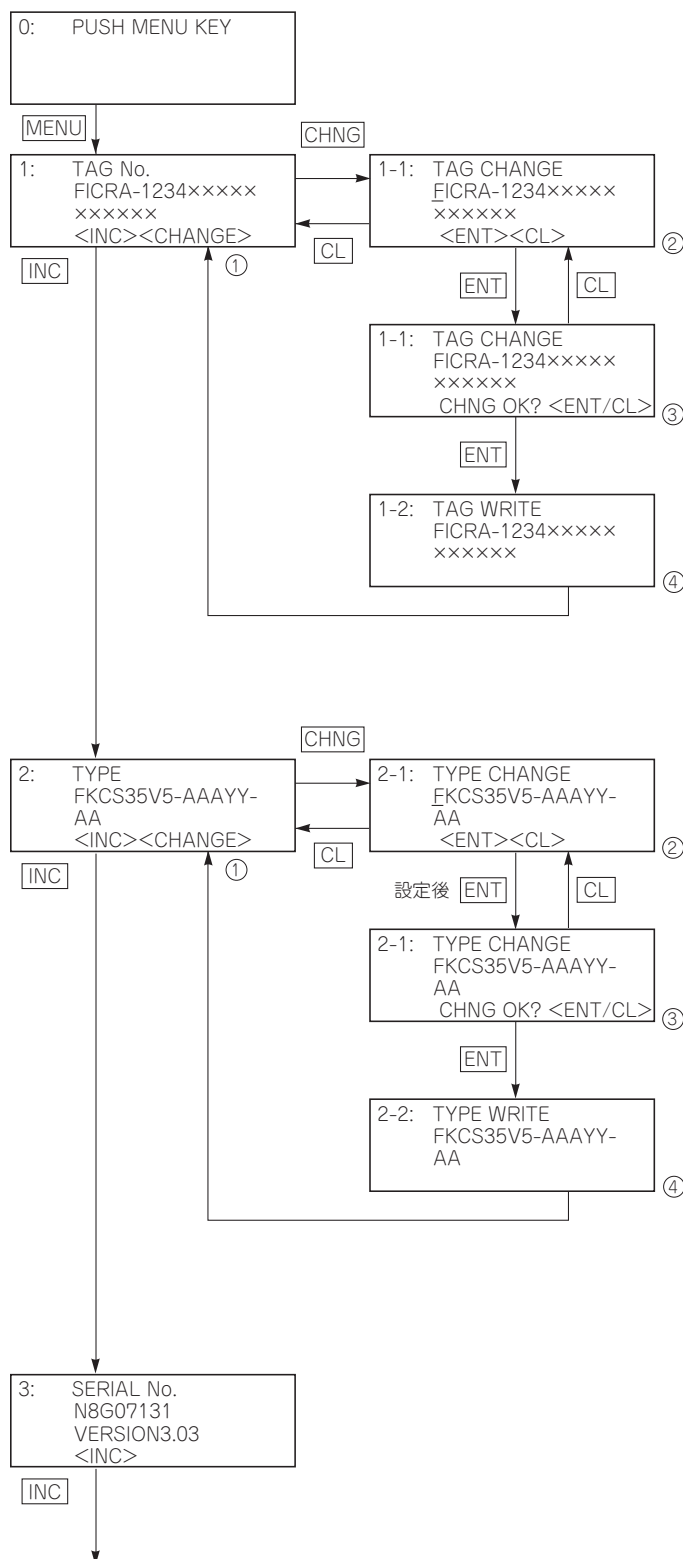 0: PUSH MENU KEY
MENU
CHNG
1: TAG No.
FICRA-1234×××××
××××××
<INC><CHANGE>
①
1-1: TAG CHANGE
FICRA-1234×××××
××××××
<ENT><CL>
②
CL
INC
ENT
CL
1-1: TAG CHANGE
FICRA-1234×××××
××××××
CHNG OK? <ENT/CL>
③
ENT
1-2: TAG WRITE
FICRA-1234×××××
××××××
④
CHNG
2: TYPE
FKCS35V5-AAAYY-
AA
<INC><CHANGE>
①
2-1: TYPE CHANGE
FKCS35V5-AAAYY-
AA
<ENT><CL>
②
CL
INC
設定後 ENT
CL
2-1: TYPE CHANGE
FKCS35V5-AAAYY-
AA
CHNG OK? <ENT/CL>
③
ENT
2-2: TYPE WRITE
FKCS35V5-AAAYY-
AA
④
3: SERIAL No.
N8G07131
VERSION3.03
<INC>
INC